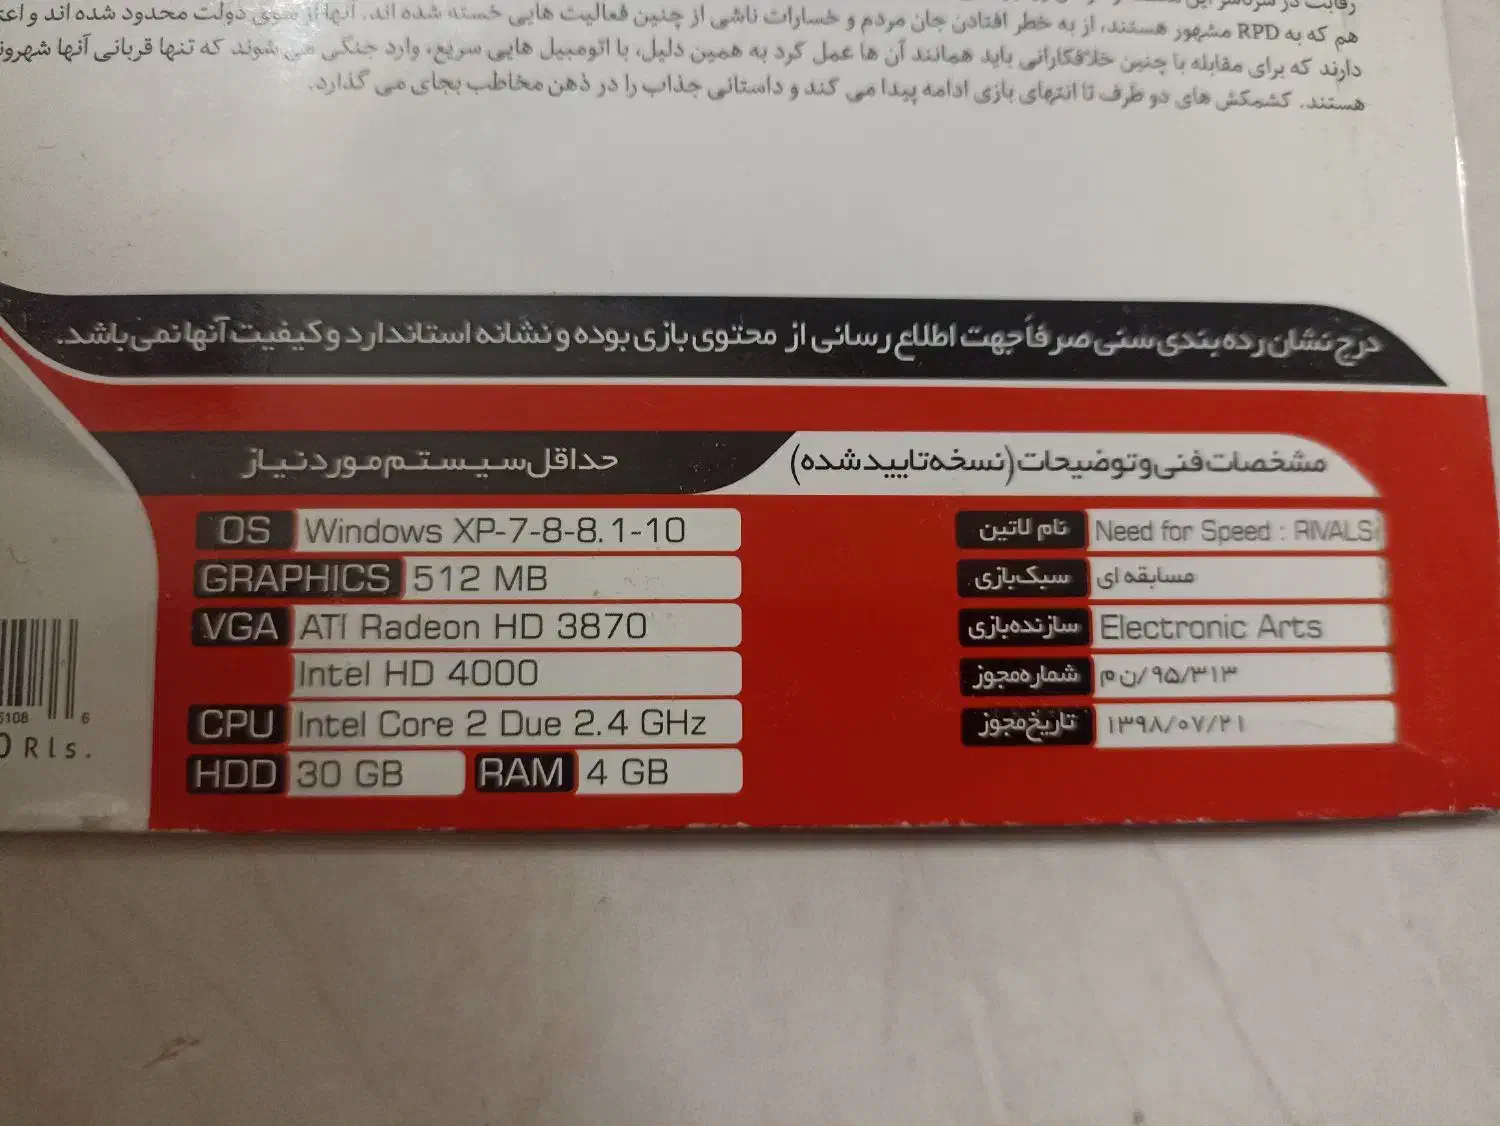 هم که به RPD مشهور هستند، از به خطر افتادن جان مردم و خسارات ناشی از چنین فعالیت هایی خسته شده اند. آنها از سوی دولت محدود شده اند و
دارند که برای مقابله با چنین خلافکارانی باید همانند آن ها عمل کرد به همین دلیل، با اتومبیل هایی سریع، وارد جنگی می شوند که تنها قربانی آنها
هستند. کشمکش های دو طرف تا انتهای بازی ادامه پیدا می کند و داستانی جذاب را در ذهن مخاطب بجای می گذارد.
درج نشان رده بندی سنی صرفاً جهت اطلاع رسانی از محتوی بازی بوده و نشانه استاندارد و کیفیت آنها نمی باشد.
مشخصات فنی و توضیحات (نسخه تایید شده)
نام لاتین Need for Speed : RIVALS
سبک بازی مسابقه ای
سازنده بازی Electronic Arts
شماره مجوز ۹۵/۳۱۳/ن م
تاریخ مجوز ۱۳۹۸/۰۷/۲۱
حداقل سیستم مورد نیاز
OS Windows XP-7-8-8.1-10
GRAPHICS 512 MB
VGA ATI Radeon HD 3870
Intel HD 4000
CPU Intel Core 2 Due 2.4 GHz
HDD 30 GB RAM 4 GB
5108 6
0 Rls.